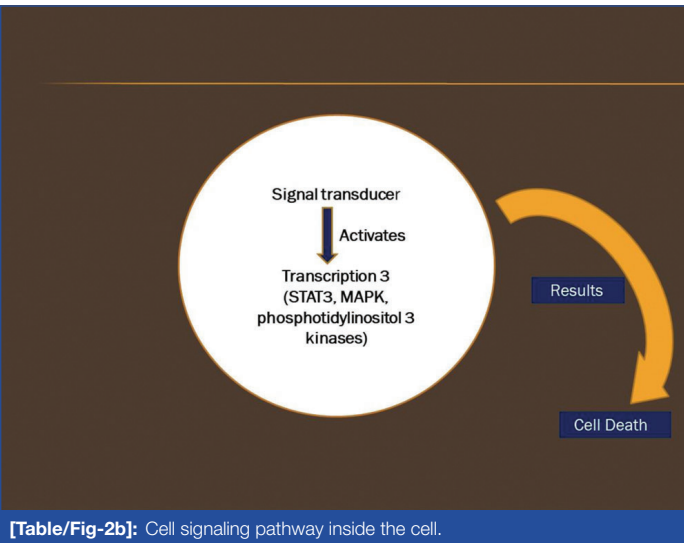 Signal transducer
Activates
Transcription 3
(STAT3, MAPK,
phosphotidylinositol 3
kinases)
Results
Cell Death
[Table/Fig-2b]: Cell signaling pathway inside the cell.